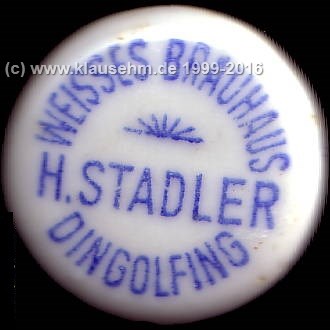 (c) www.klausehm.de 1999-2016
WEISSES BRAUHAUS
H. STADLER
DINGOLFING